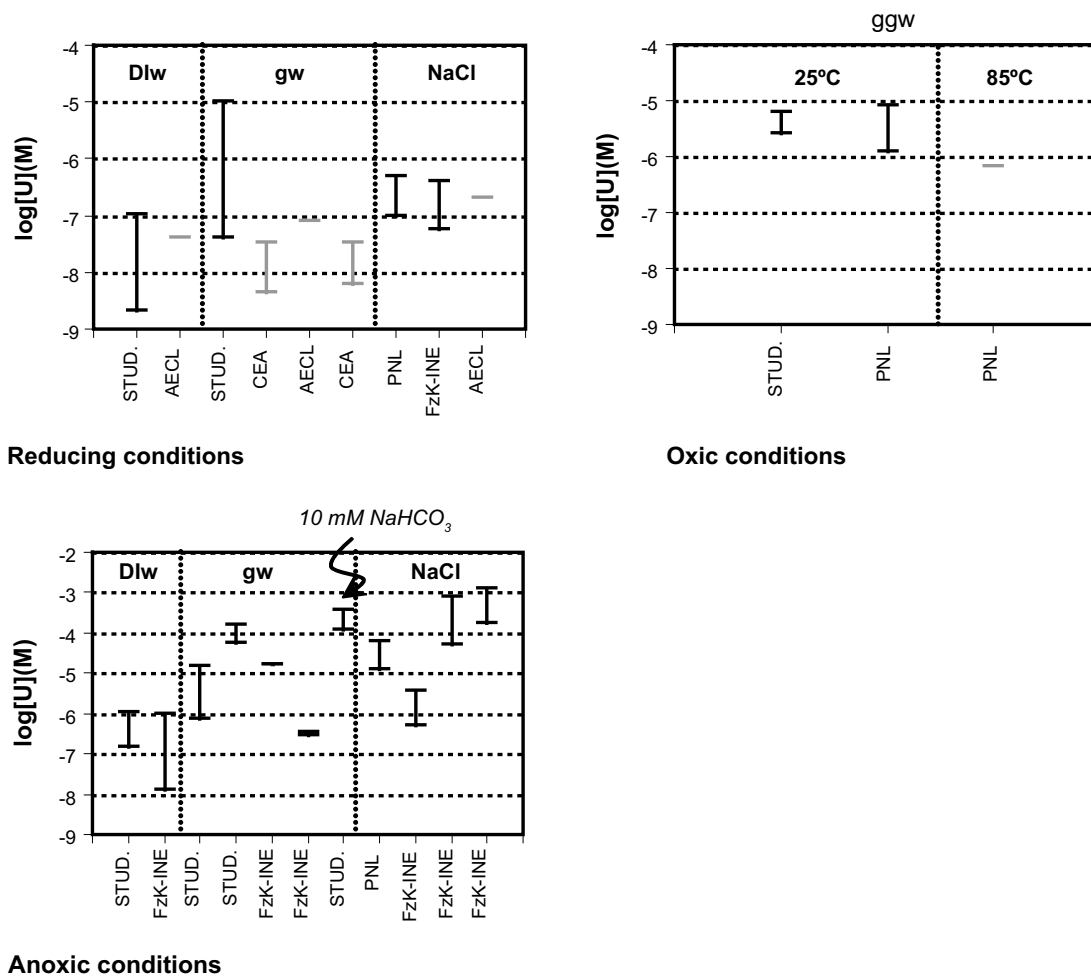 -4
-5
-6
-7
-8
-9
log[U](M)
DIw
gw
NaCl
STUD.
AECL
STUD.
CEA
AECL
CEA
PNL
FzK-INE
AECL
Reducing conditions
ggw
-4
-5
-6
-7
-8
-9
log[U](M)
25ºC
85ºC
STUD.
PNL
PNL
Oxic conditions
10 mM NaHCO3
-2
-3
-4
-5
-6
-7
-8
-9
log[U](M)
DIw
gw
NaCl
STUD.
FzK-INE
STUD.
STUD.
FzK-INE
FzK-INE
STUD.
PNL
FzK-INE
FzK-INE
FzK-INE
Anoxic conditions